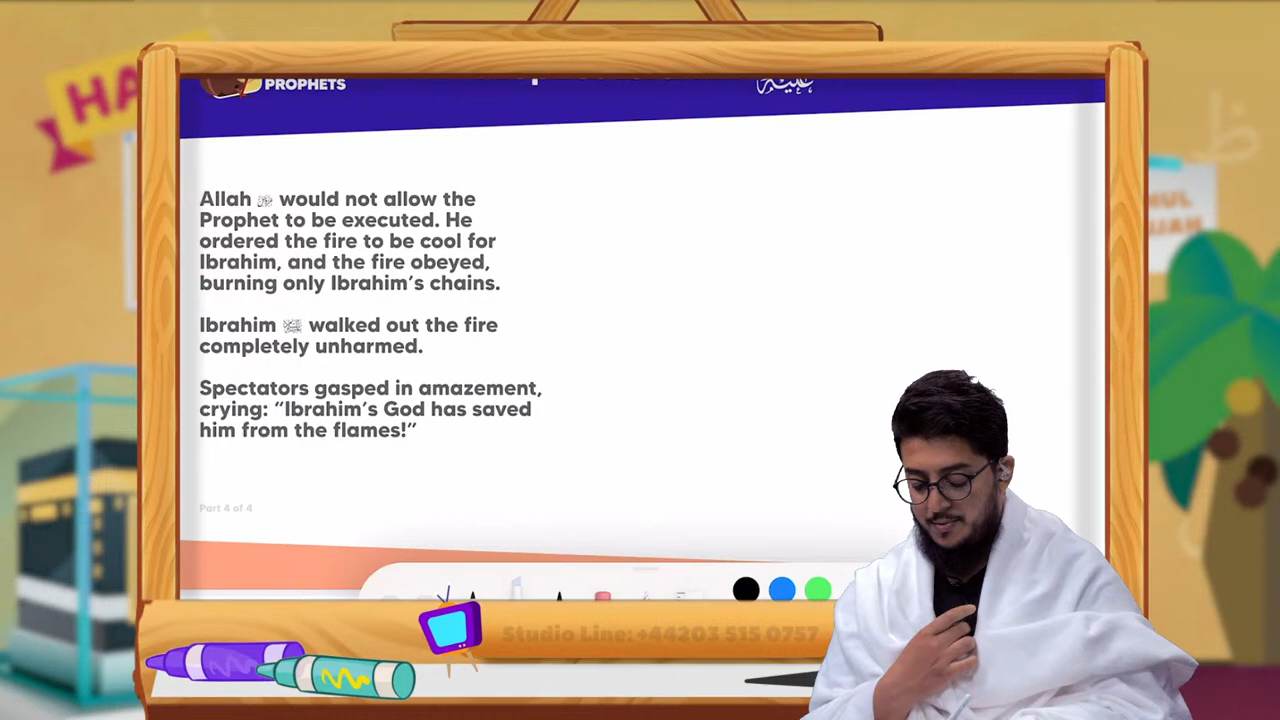 HA
PROPHETS
عليه
Allah ﷻ would not allow the
Prophet to be executed. He
ordered the fire to be cool for
Ibrahim, and the fire obeyed,
burning only Ibrahim’s chains.
Ibrahim walked out the fire
completely unharmed.
Spectators gasped in amazement,
crying: “Ibrahim’s God has saved
him from the flames!”
Part 4 of 4
Studio Line: +44203 515 0757
ظ